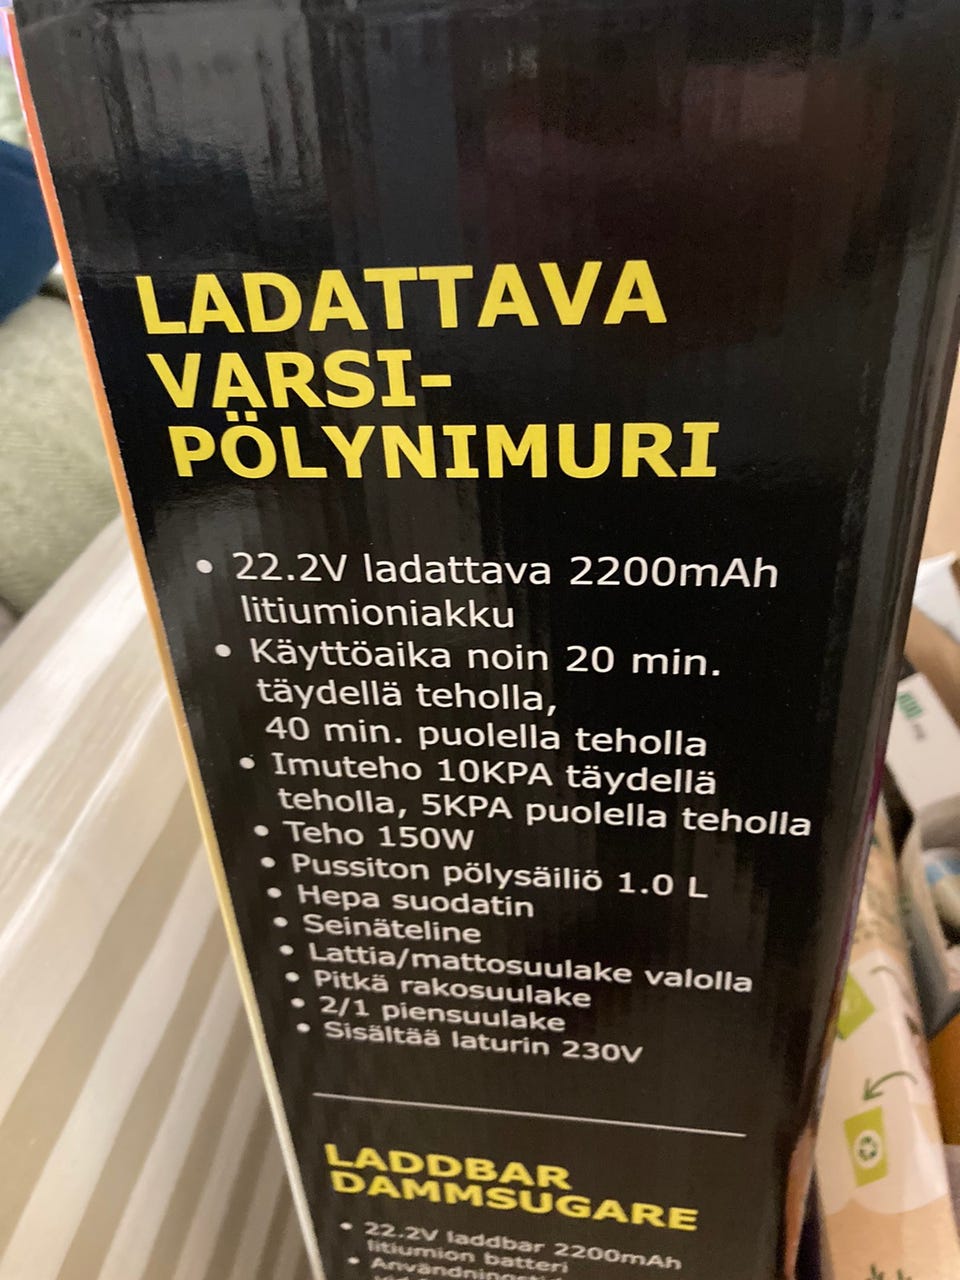 LADATTAVA
VARSI-
PÖLYNIMURI
• 22.2V ladattava 2200mAh
litiumioniakku
• Käyttöaika noin 20 min.
täydellä teholla,
40 min. puolella teholla
• Imuteho 10KPA täydellä
teholla, 5KPA puolella teholla
• Teho 150W
• Pussiton pölysäiliö 1.0 L
• Hepa suodatin
• Seinäteline
• Lattia/mattosuulake valolla
• Pitkä rakosuulake
• 2/1 piensuulake
• Sisältää laturin 230V
LADDBAR
DAMMSUGARE
• 22.2V laddbar 2200mAh
litiumion batteri